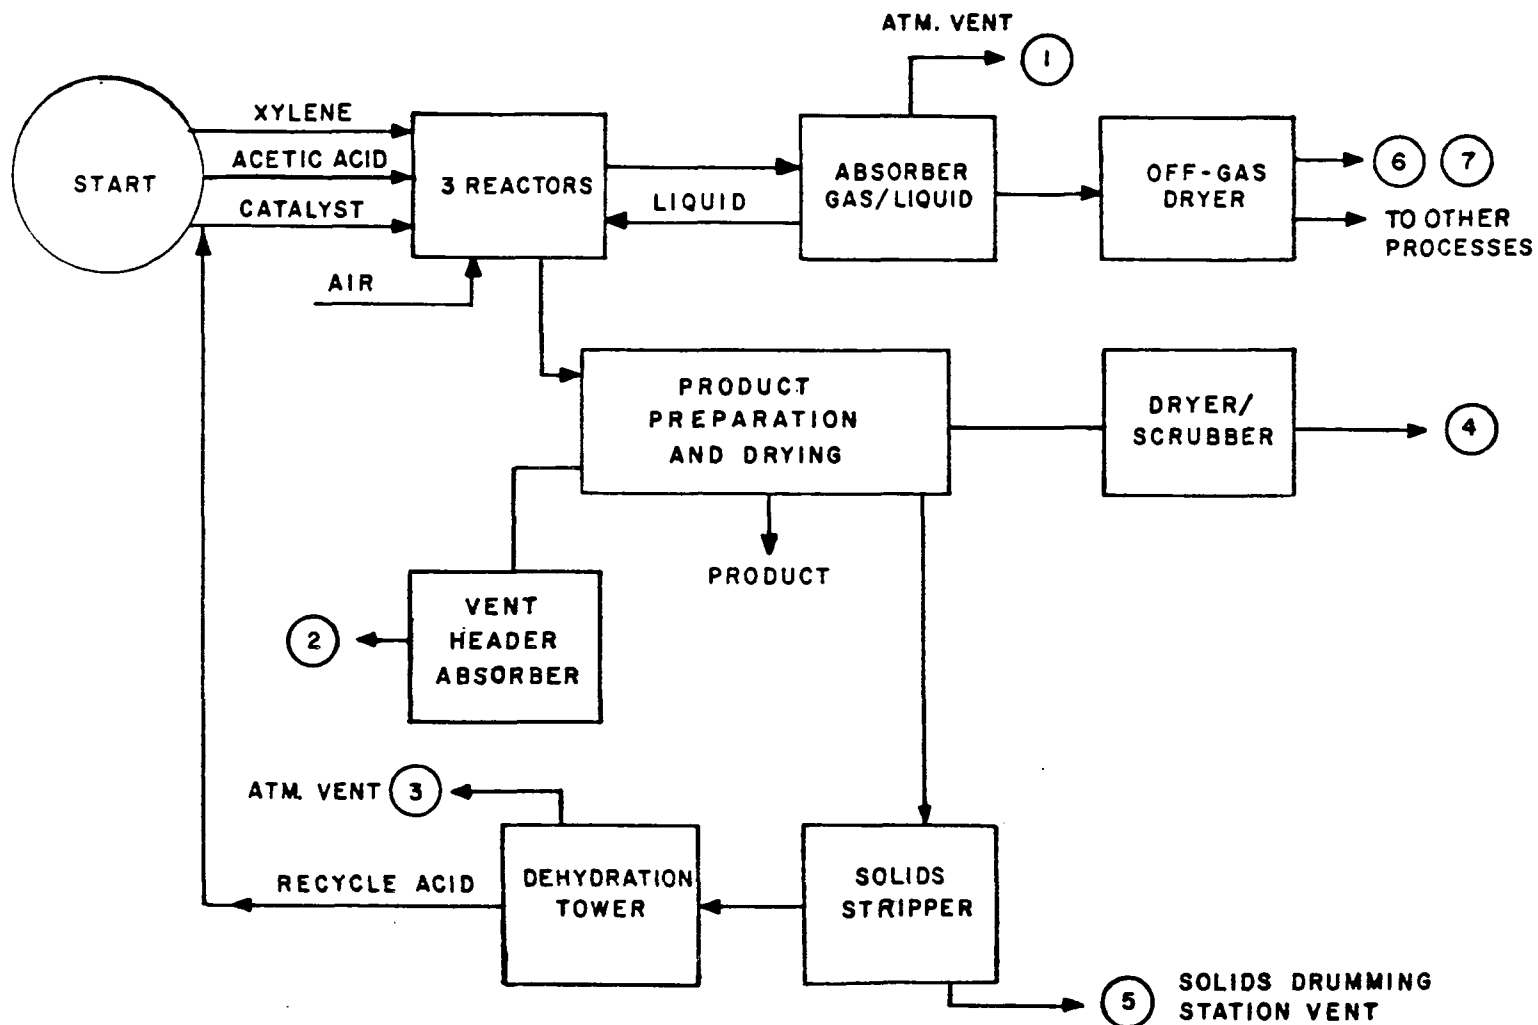 ATM. VENT
1
XYLENE
ACETIC ACID
CATALYST
START
3 REACTORS
LIQUID
AIR
ABSORBER
GAS/LIQUID
OFF-GAS
DRYER
6 7
TO OTHER
PROCESSES
PRODUCT
PREPARATION
AND DRYING
DRYER/
SCRUBBER
4
PRODUCT
VENT
HEADER
ABSORBER
2
ATM. VENT 3
RECYCLE ACID
DEHYDRATION
TOWER
SOLIDS
STRIPPER
5
SOLIDS DRUMMING
STATION VENT